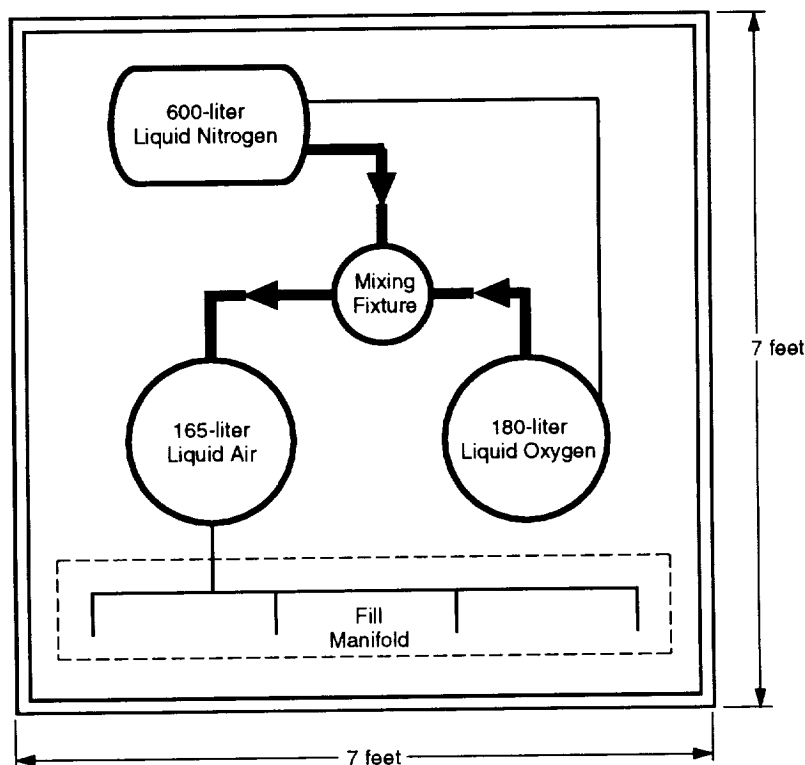 600-liter
Liquid Nitrogen
Mixing
Fixture
7 feet
165-liter
Liquid Air
180-liter
Liquid Oxygen
Fill
Manifold
7 feet